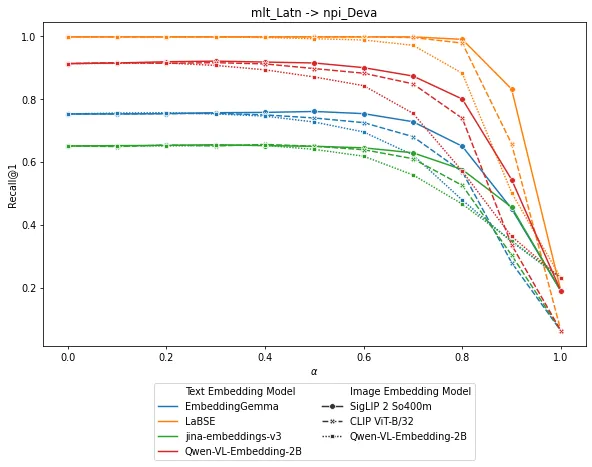 mlt_Latn -> npi_Deva
1.0
0.8
0.6
0.4
0.2
Recall@1
0.0 0.2 0.4 0.6 0.8 1.0
α
Text Embedding Model Image Embedding Model
EmbeddingGemma SigLIP 2 So400m
LaBSE CLIP ViT-B/32
jina-embeddings-v3 Qwen-VL-Embedding-2B
Qwen-VL-Embedding-2B